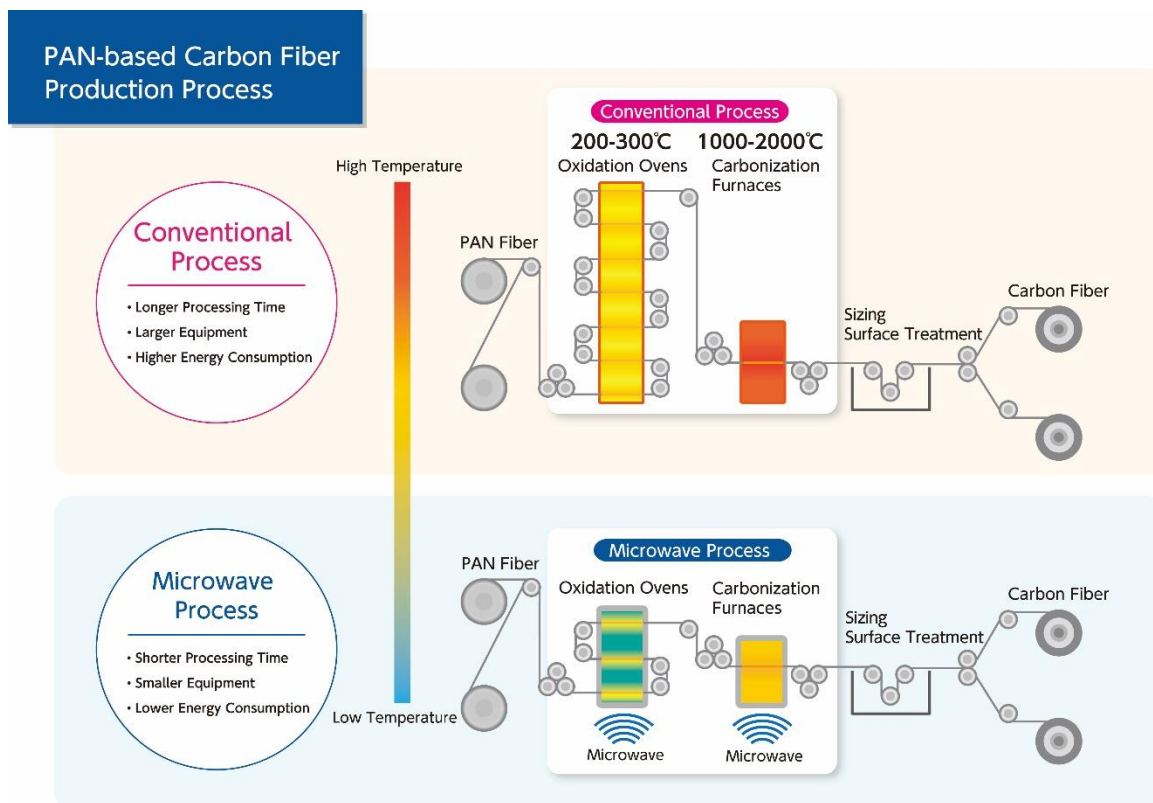 PAN-based Carbon Fiber
Production Process
Conventional Process
200-300℃
1000-2000℃
Oxidation Ovens
Carbonization
Furnaces
High Temperature
Conventional
Process
• Longer Processing Time
• Larger Equipment
• Higher Energy Consumption
PAN Fiber
Sizing
Surface Treatment
Carbon Fiber
Microwave Process
Oxidation Ovens
Carbonization
Furnaces
PAN Fiber
Microwave
Process
• Shorter Processing Time
• Smaller Equipment
• Lower Energy Consumption
Low Temperature
Sizing
Surface Treatment
Carbon Fiber
Microwave
Microwave